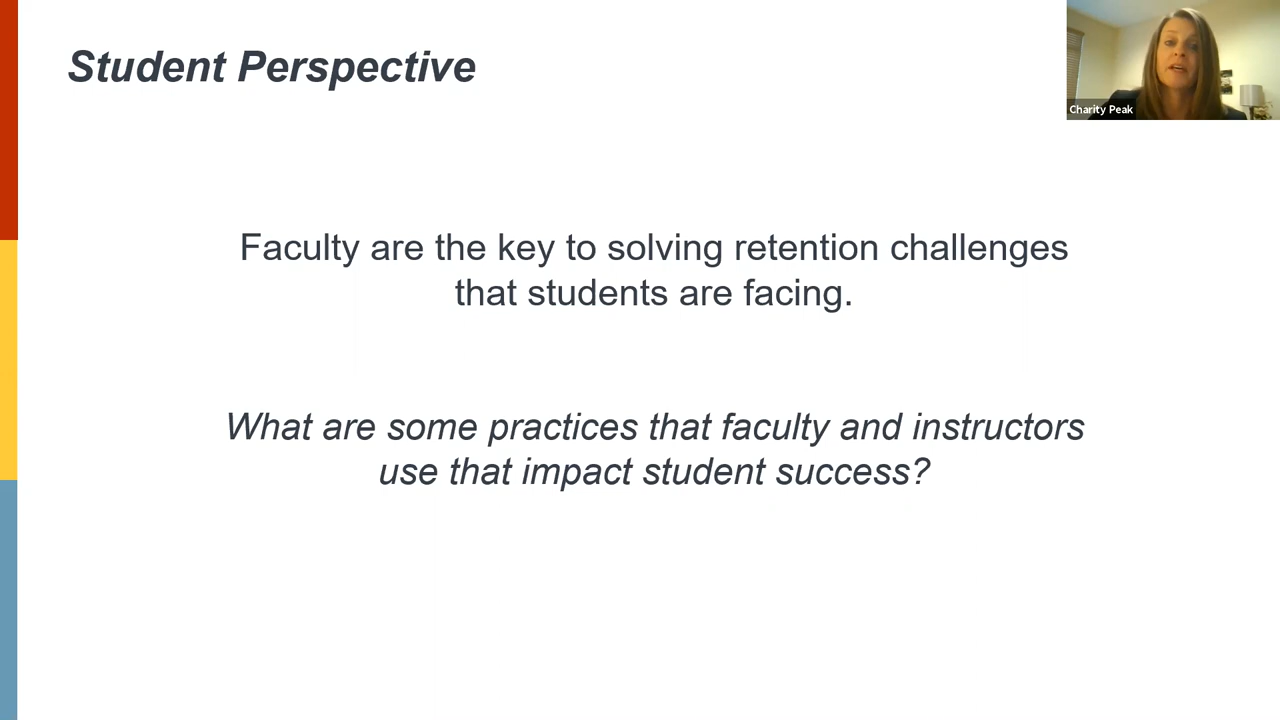 Student Perspective
Charity Peak
Faculty are the key to solving retention challenges
that students are facing.
What are some practices that faculty and instructors
use that impact student success?